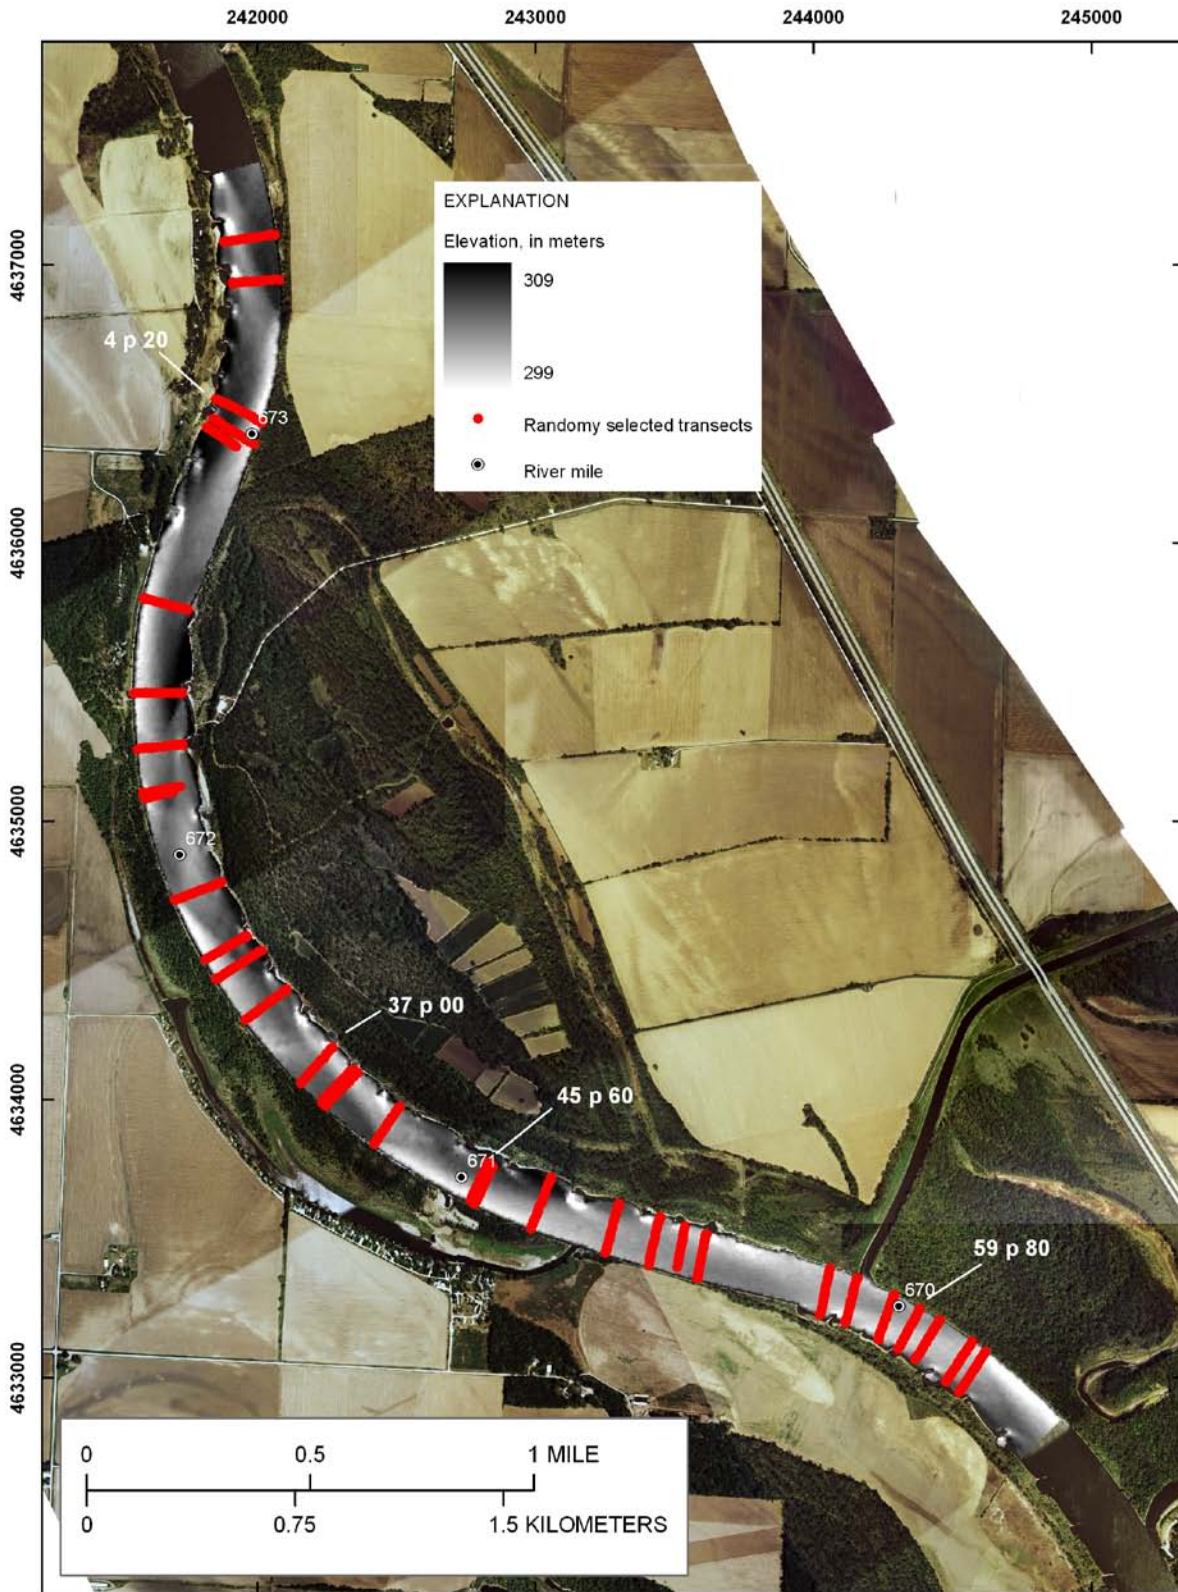 242000 243000 244000 245000
4637000
4636000
4635000
4634000
4633000
EXPLANATION
Elevation, in meters
309
299
Randomy selected transects
River mile
4 p 20
673
672
37 p 00
45 p 60
671
59 p 80
670
0 0.5 1 MILE
0 0.75 1.5 KILOMETERS